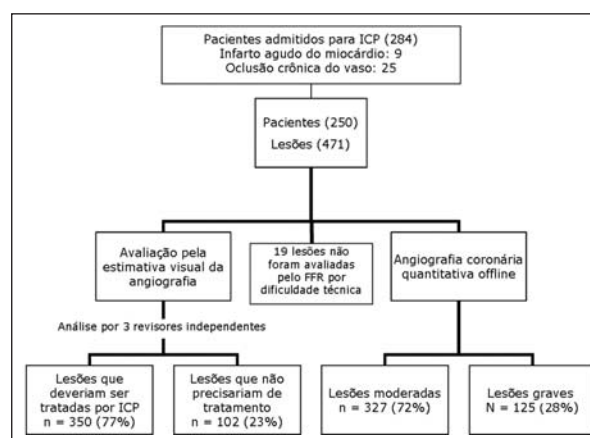 Pacientes admitidos para ICP (284)
Infarto agudo do miocárdio: 9
Oclusão crônica do vaso: 25
Pacientes (250)
Lesões (471)
Avaliação pela
estimativa visual da
angiografia
19 lesões não
foram avaliadas
pelo FFR por
dificuldade técnica
Angiografia coronária
quantitativa offline
Análise por 3 revisores independentes
Lesões que
deveriam ser
tratadas por ICP
n = 350 (77%)
Lesões que não
precisariam de
tratamento
n = 102 (23%)
Lesões moderadas
n = 327 (72%)
Lesões graves
N = 125 (28%)